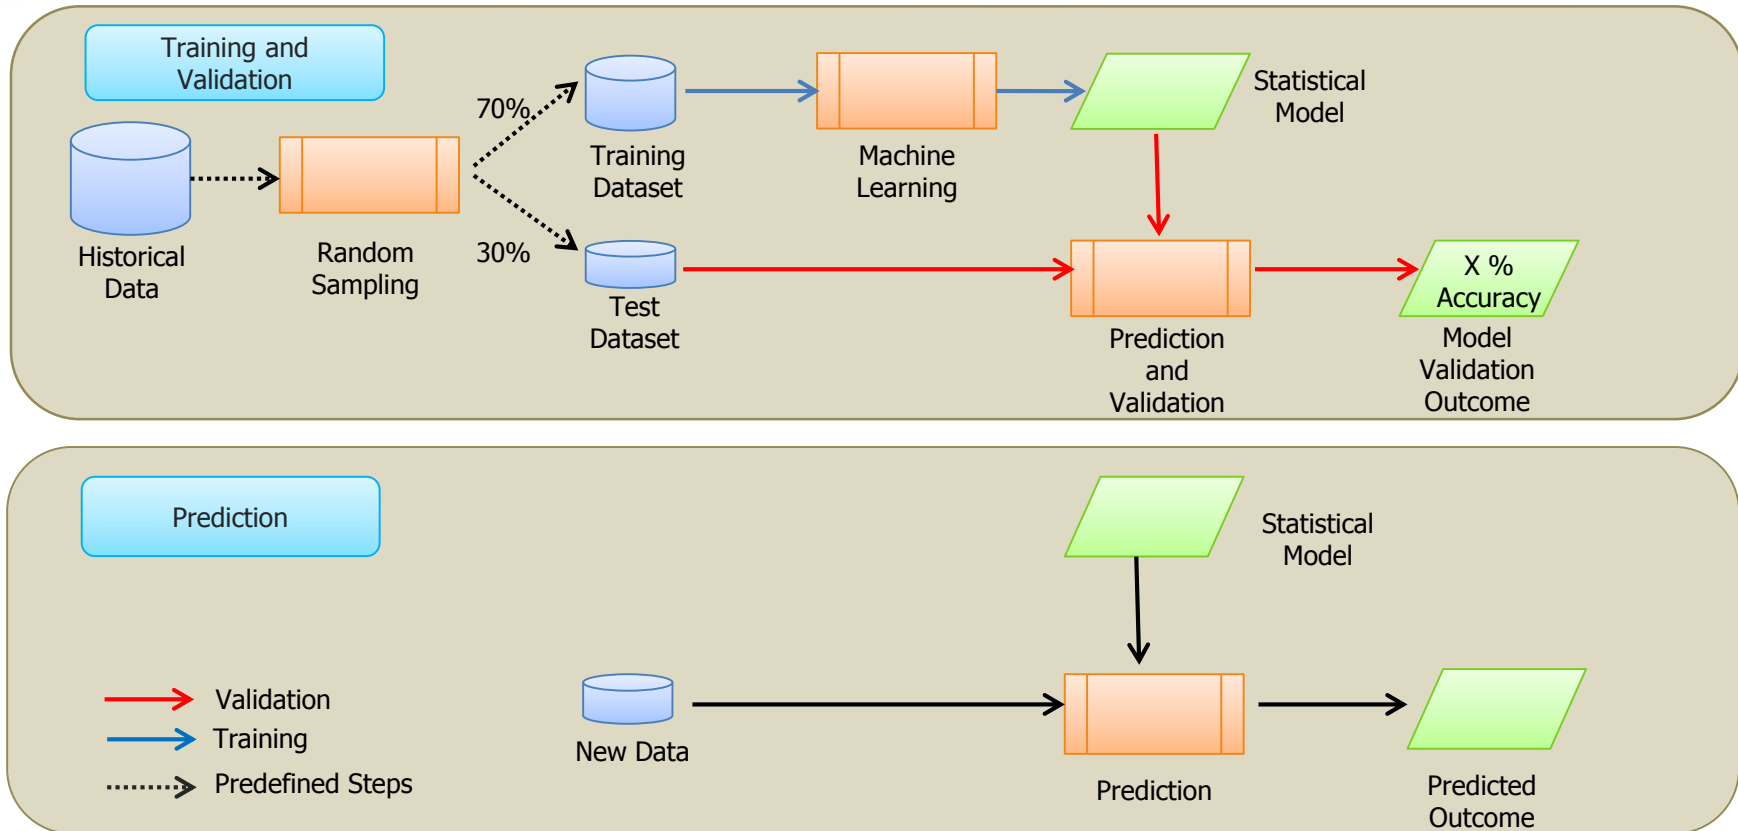 Training and
Validation
70%
30%
Historical
Data
Random
Sampling
Training
Dataset
Test
Dataset
Machine
Learning
Statistical
Model
Prediction
and
Validation
X %
Accuracy
Model
Validation
Outcome
Prediction
Statistical
Model
Validation
Training
Predefined Steps
New Data
Prediction
Predicted
Outcome